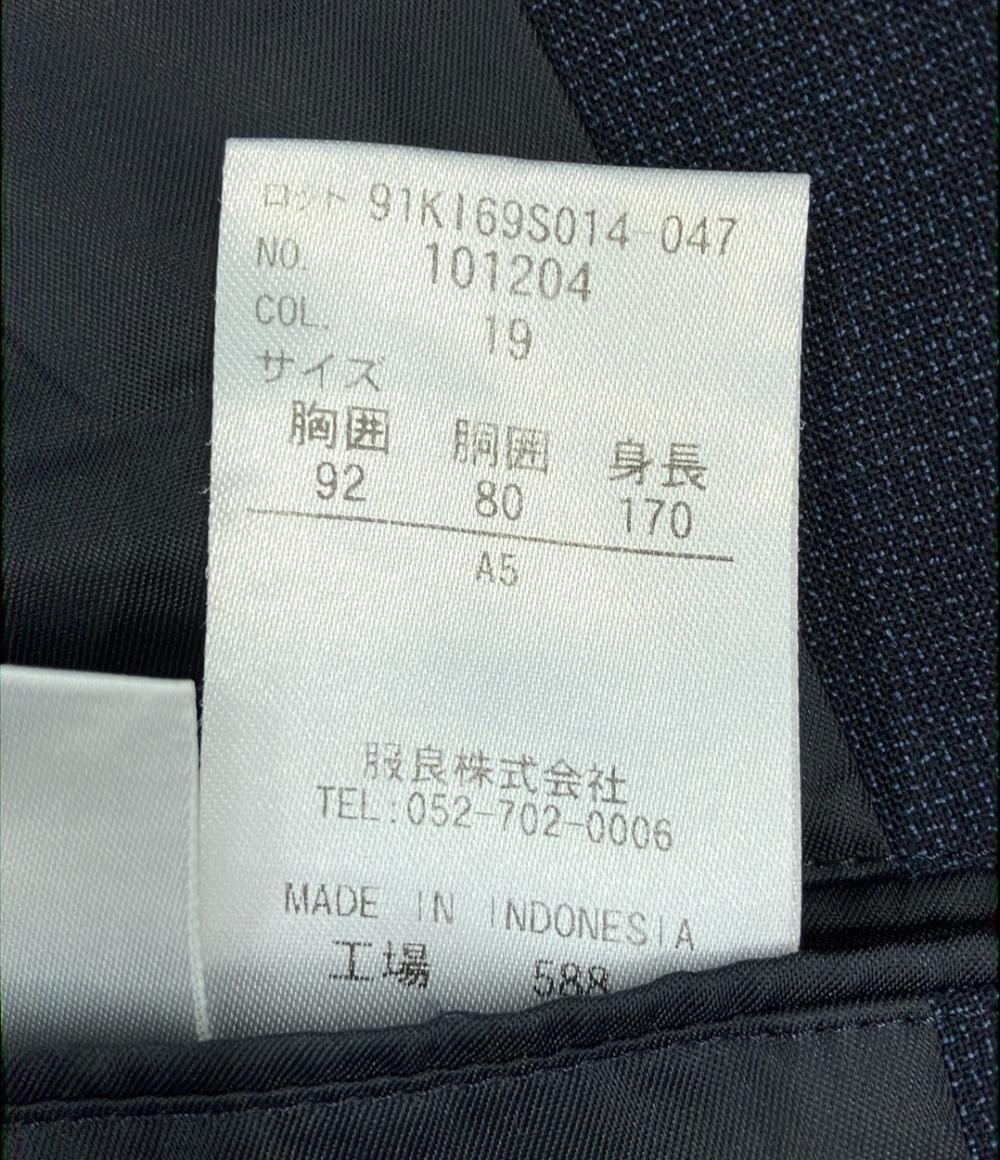 ロット 91KI69S014-047
NO. 101204
COL. 19
サイズ
胸囲 胴囲 身長
92 80 170
A5
服良株式会社
TEL:052-702-0006
MADE IN INDONESIA
工場 588